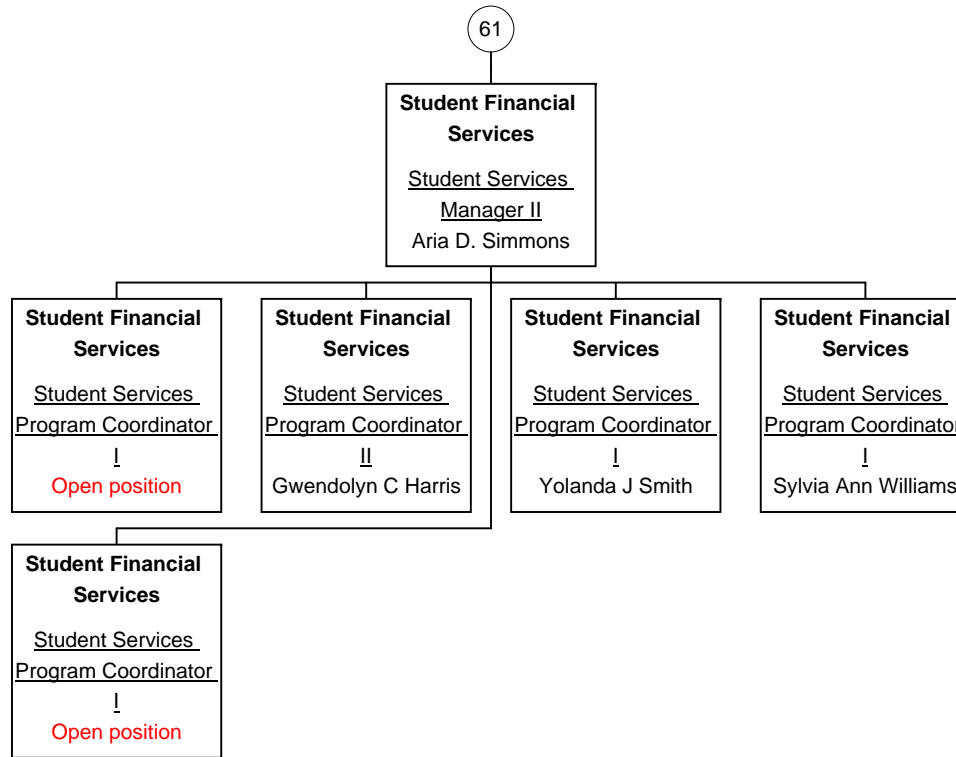 61
Student Financial
Services
Student Services
Manager II
Aria D. Simmons
Student Financial
Services
Student Services
Program Coordinator
I
Open position
Student Financial
Services
Student Services
Program Coordinator
II
Gwendolyn C Harris
Student Financial
Services
Student Services
Program Coordinator
I
Yolanda J Smith
Student Financial
Services
Student Services
Program Coordinator
I
Sylvia Ann Williams
Student Financial
Services
Student Services
Program Coordinator
I
Open position